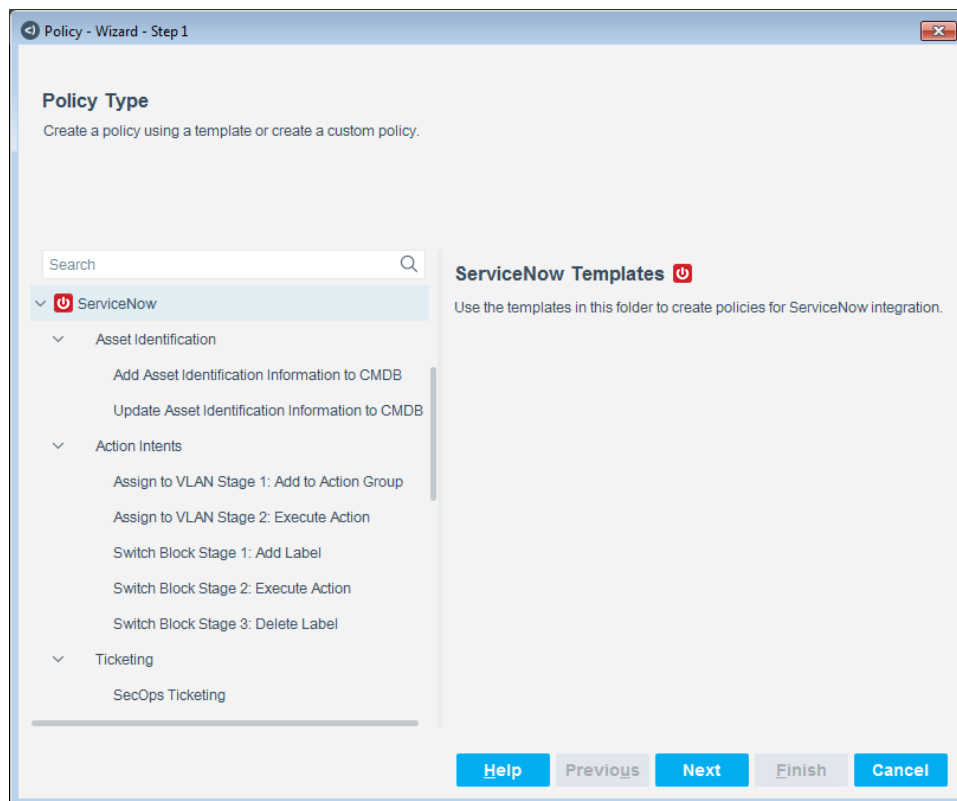 Policy - Wizard - Step 1
Policy Type
Create a policy using a template or create a custom policy.
Search
ServiceNow
Asset Identification
Add Asset Identification Information to CMDB
Update Asset Identification Information to CMDB
Action Intents
Assign to VLAN Stage 1: Add to Action Group
Assign to VLAN Stage 2: Execute Action
Switch Block Stage 1: Add Label
Switch Block Stage 2: Execute Action
Switch Block Stage 3: Delete Label
Ticketing
SecOps Ticketing
ServiceNow Templates
Use the templates in this folder to create policies for ServiceNow integration.
Help Previous Next Finish Cancel